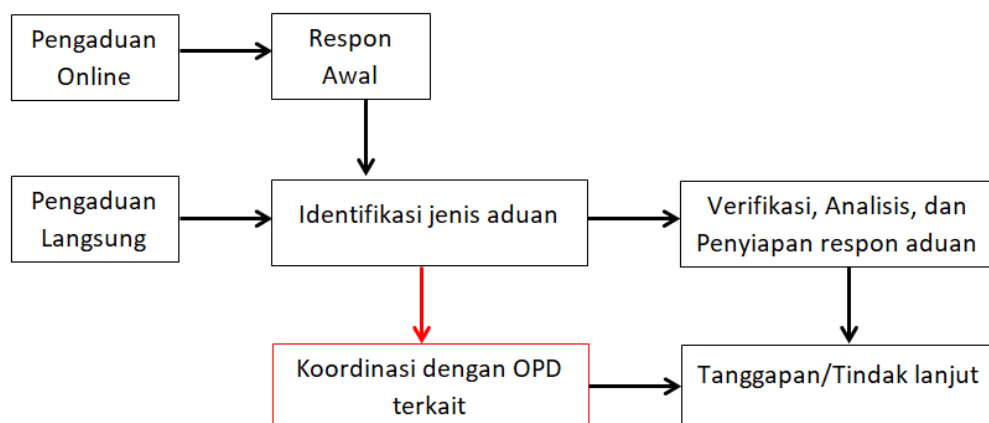 Pengaduan
Online
Respon
Awal
Pengaduan
Langsung
Identifikasi jenis aduan
Verifikasi, Analisis, dan
Penyiapan respon aduan
Koordinasi dengan OPD
terkait
Tanggapan/Tindak lanjut